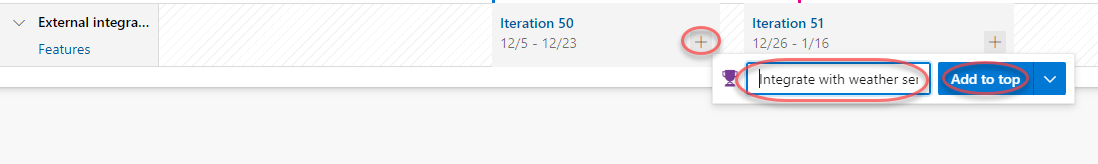 External integra...
Features
Iteration 50
12/5 - 12/23
Iteration 51
12/26 - 1/16
Integrate with weather ser
Add to top